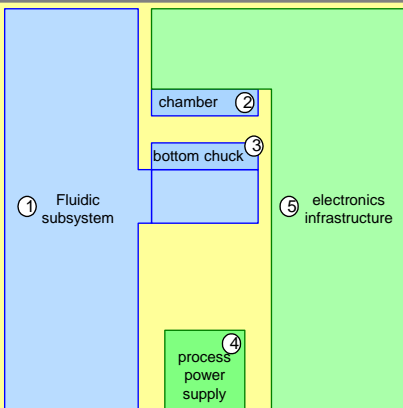 chamber 2
3
bottom chuck
1 Fluidic
subsystem
5 electronics
infrastructure
4
process
power
supply